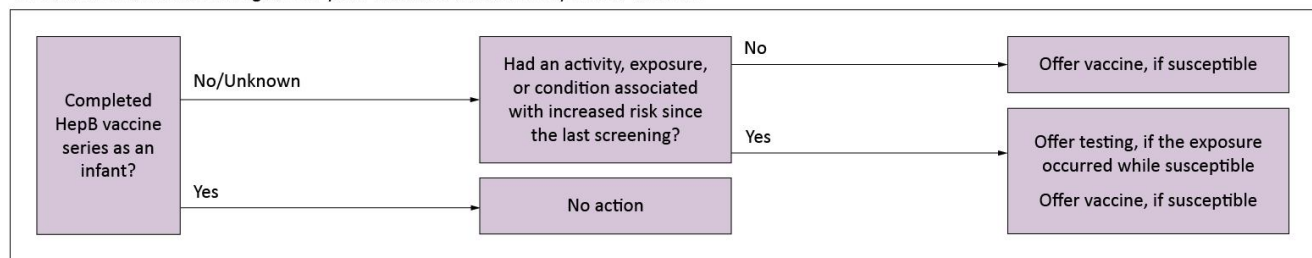 Completed
HepB vaccine
series as an
infant?
No/Unknown
Yes
Had an activity, exposure,
or condition associated
with increased risk since
the last screening?
No action
No
Yes
Offer vaccine, if susceptible
Offer testing, if the exposure
occurred while susceptible
Offer vaccine, if susceptible